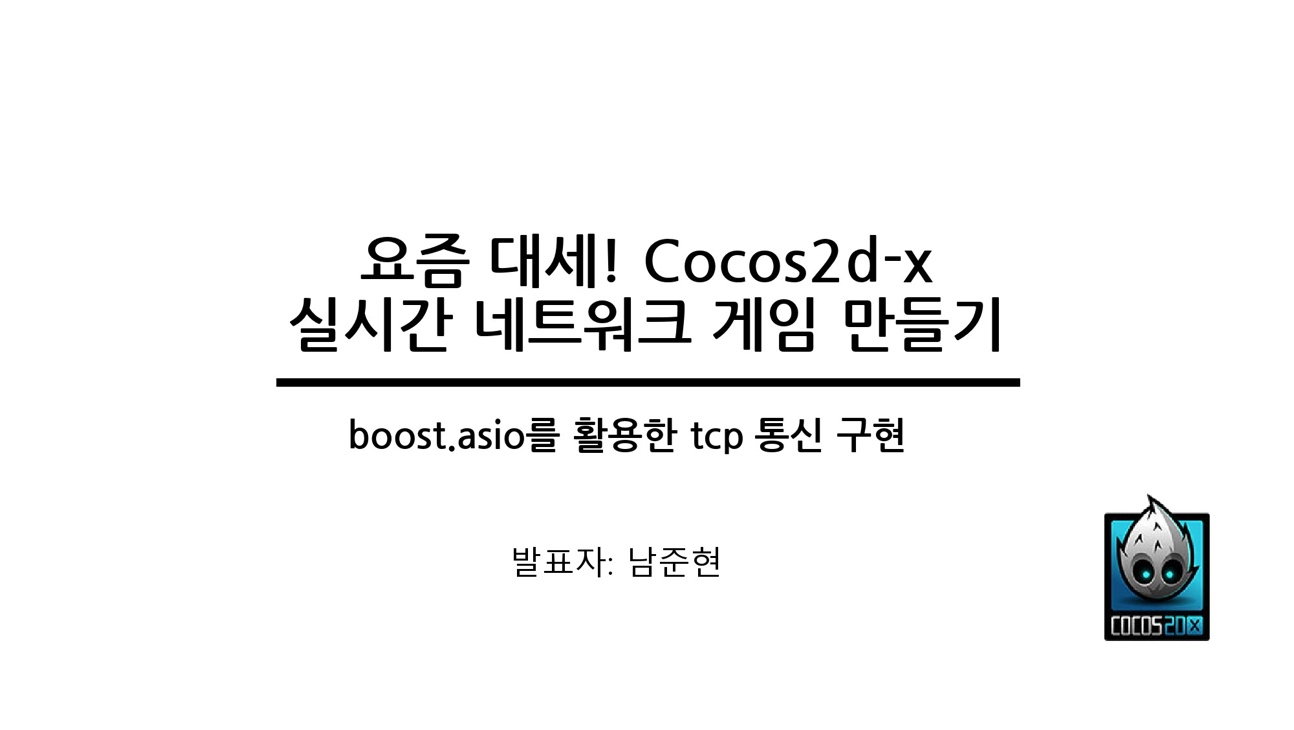 요즘 대세! Cocos2d-x
실시간 네트워크 게임 만들기
boost.asio를 활용한 tcp 통신 구현
발표자: 남준현
COCOS2DX